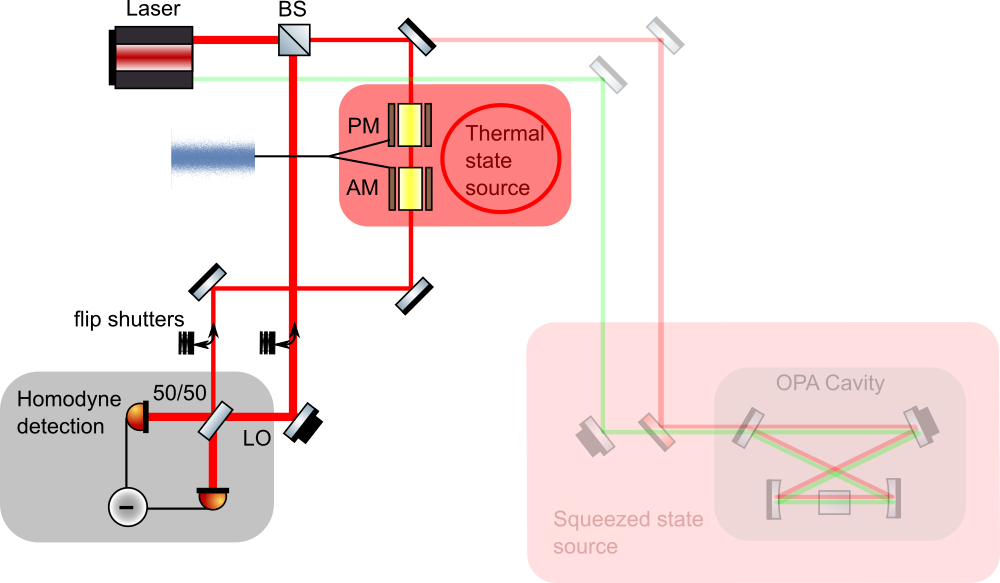 Laser
BS
PM
Thermal
state
source
AM
flip shutters
OPA Cavity
50/50
Homodyne
detection
LO
Squeezed state
source